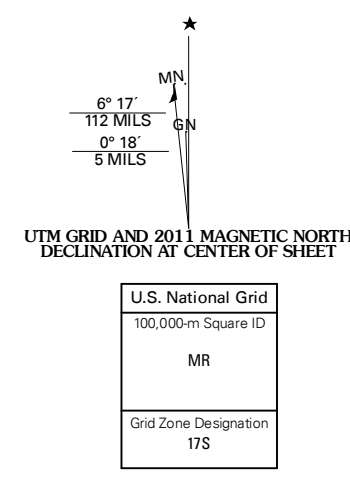 ★
MN.
6° 17´
112 MILS
GN
0° 18´
5 MILS
UTM GRID AND 2011 MAGNETIC NORTH
DECLINATION AT CENTER OF SHEET
U.S. National Grid
100,000-m Square ID
MR
Grid Zone Designation
17S